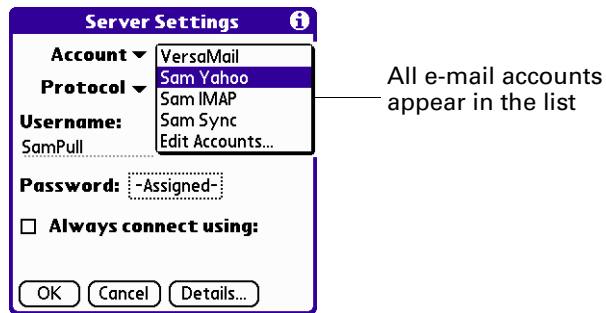 Server Settings i
Account
VersaMail
Sam Yahoo
Protocol
Sam IMAP
Username:
Sam Sync
SamPull
Edit Accounts...
Password: -Assigned-
Always connect using:
OK Cancel Details...
All e-mail accounts
appear in the list